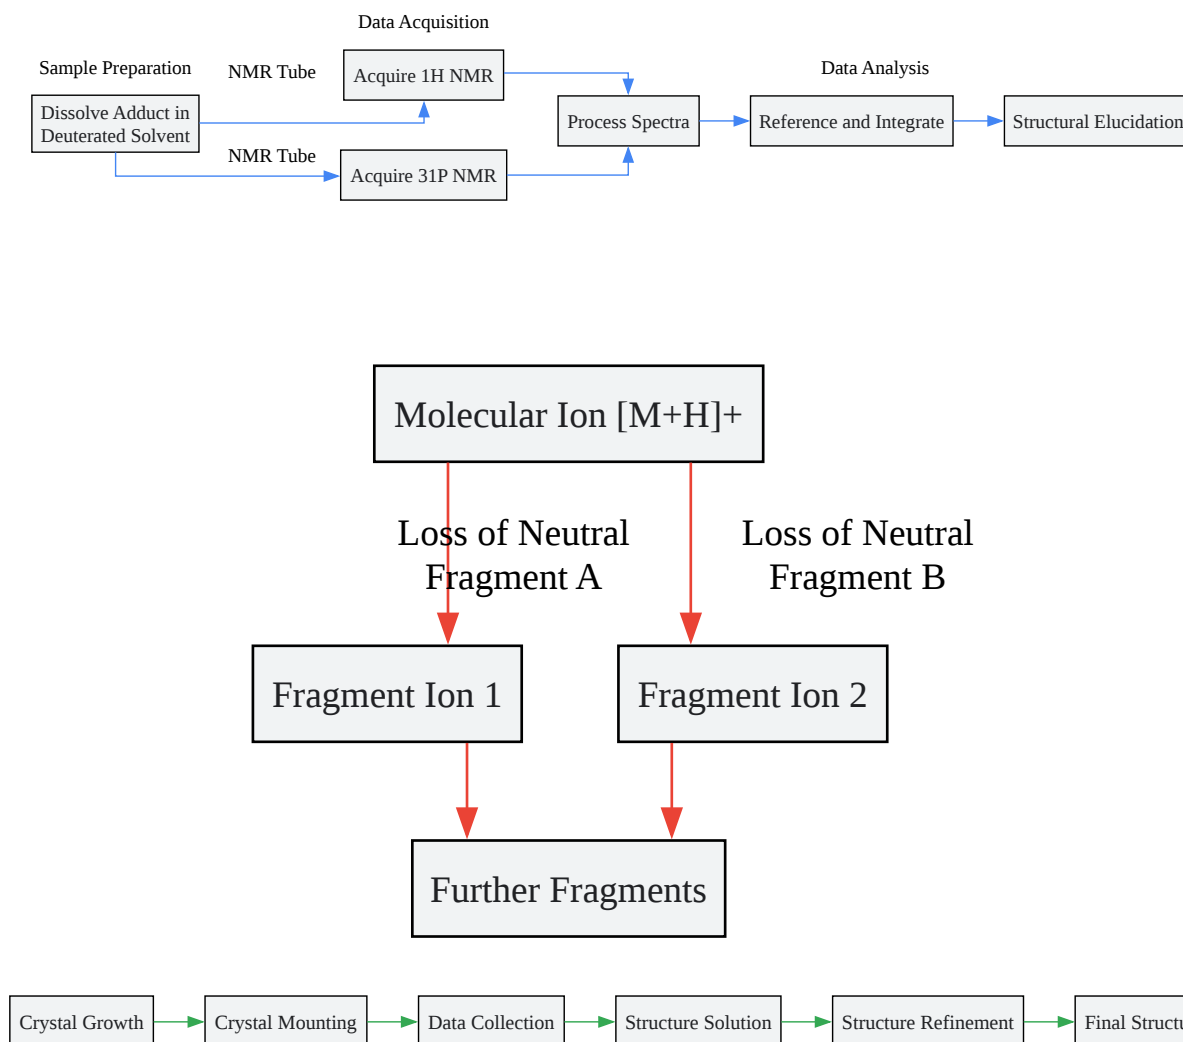 Data Acquisition
Sample Preparation
NMR Tube
Acquire 1H NMR
Data Analysis
Dissolve Adduct in
Deuterated Solvent
Process Spectra
Reference and Integrate
Structural Elucidation
NMR Tube
Acquire 31P NMR
Molecular Ion [M+H]+
Loss of Neutral
Fragment A
Loss of Neutral
Fragment B
Fragment Ion 1
Fragment Ion 2
Further Fragments
Crystal Growth
Crystal Mounting
Data Collection
Structure Solution
Structure Refinement
Final